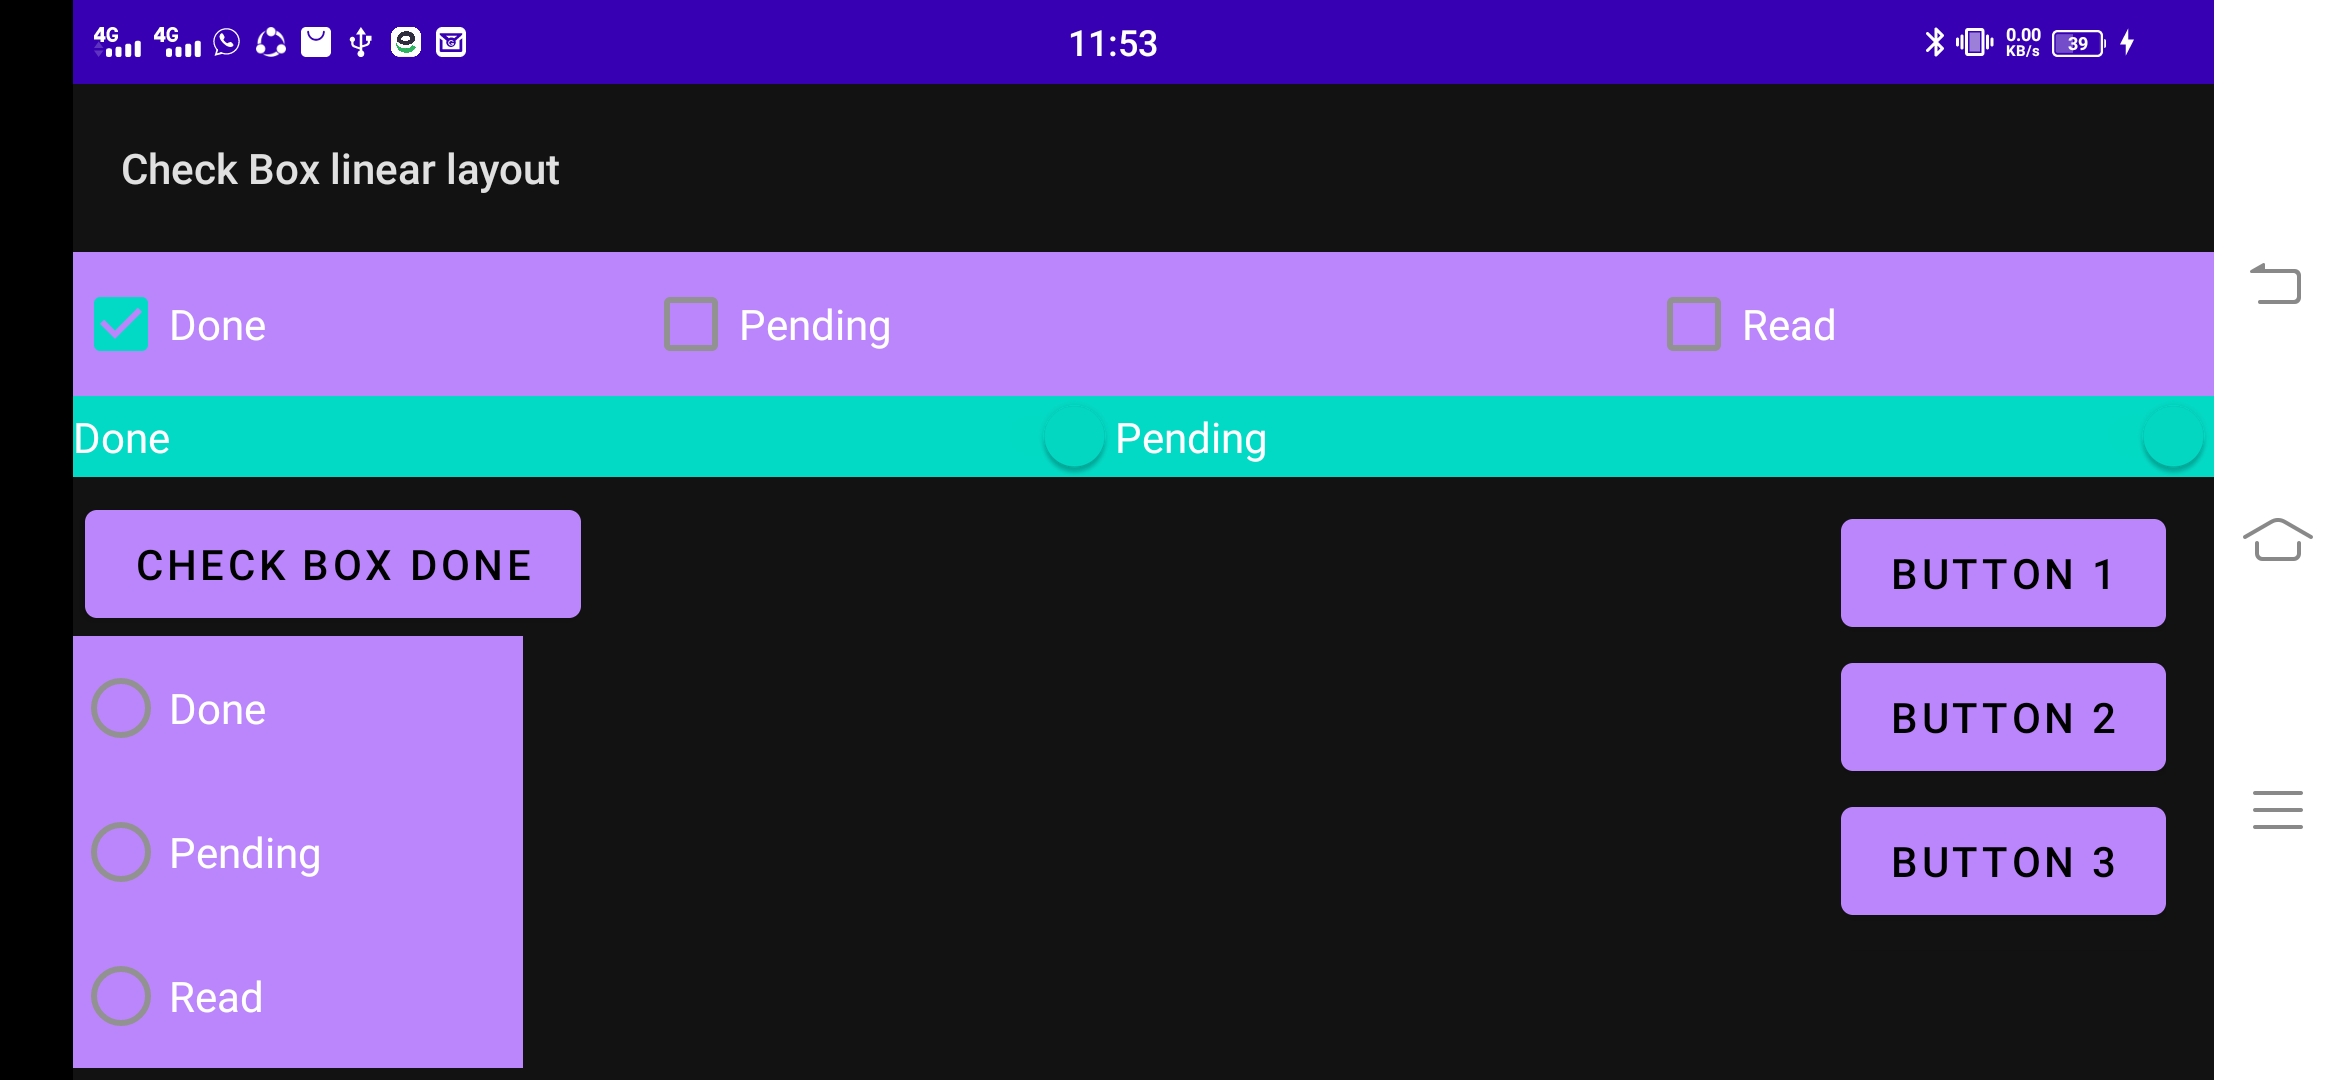 4G 4G 11:53 0.00 KB/s 39
Check Box linear layout
Done Pending Read
Done Pending
CHECK BOX DONE
BUTTON 1
Done
BUTTON 2
Pending
BUTTON 3
Read